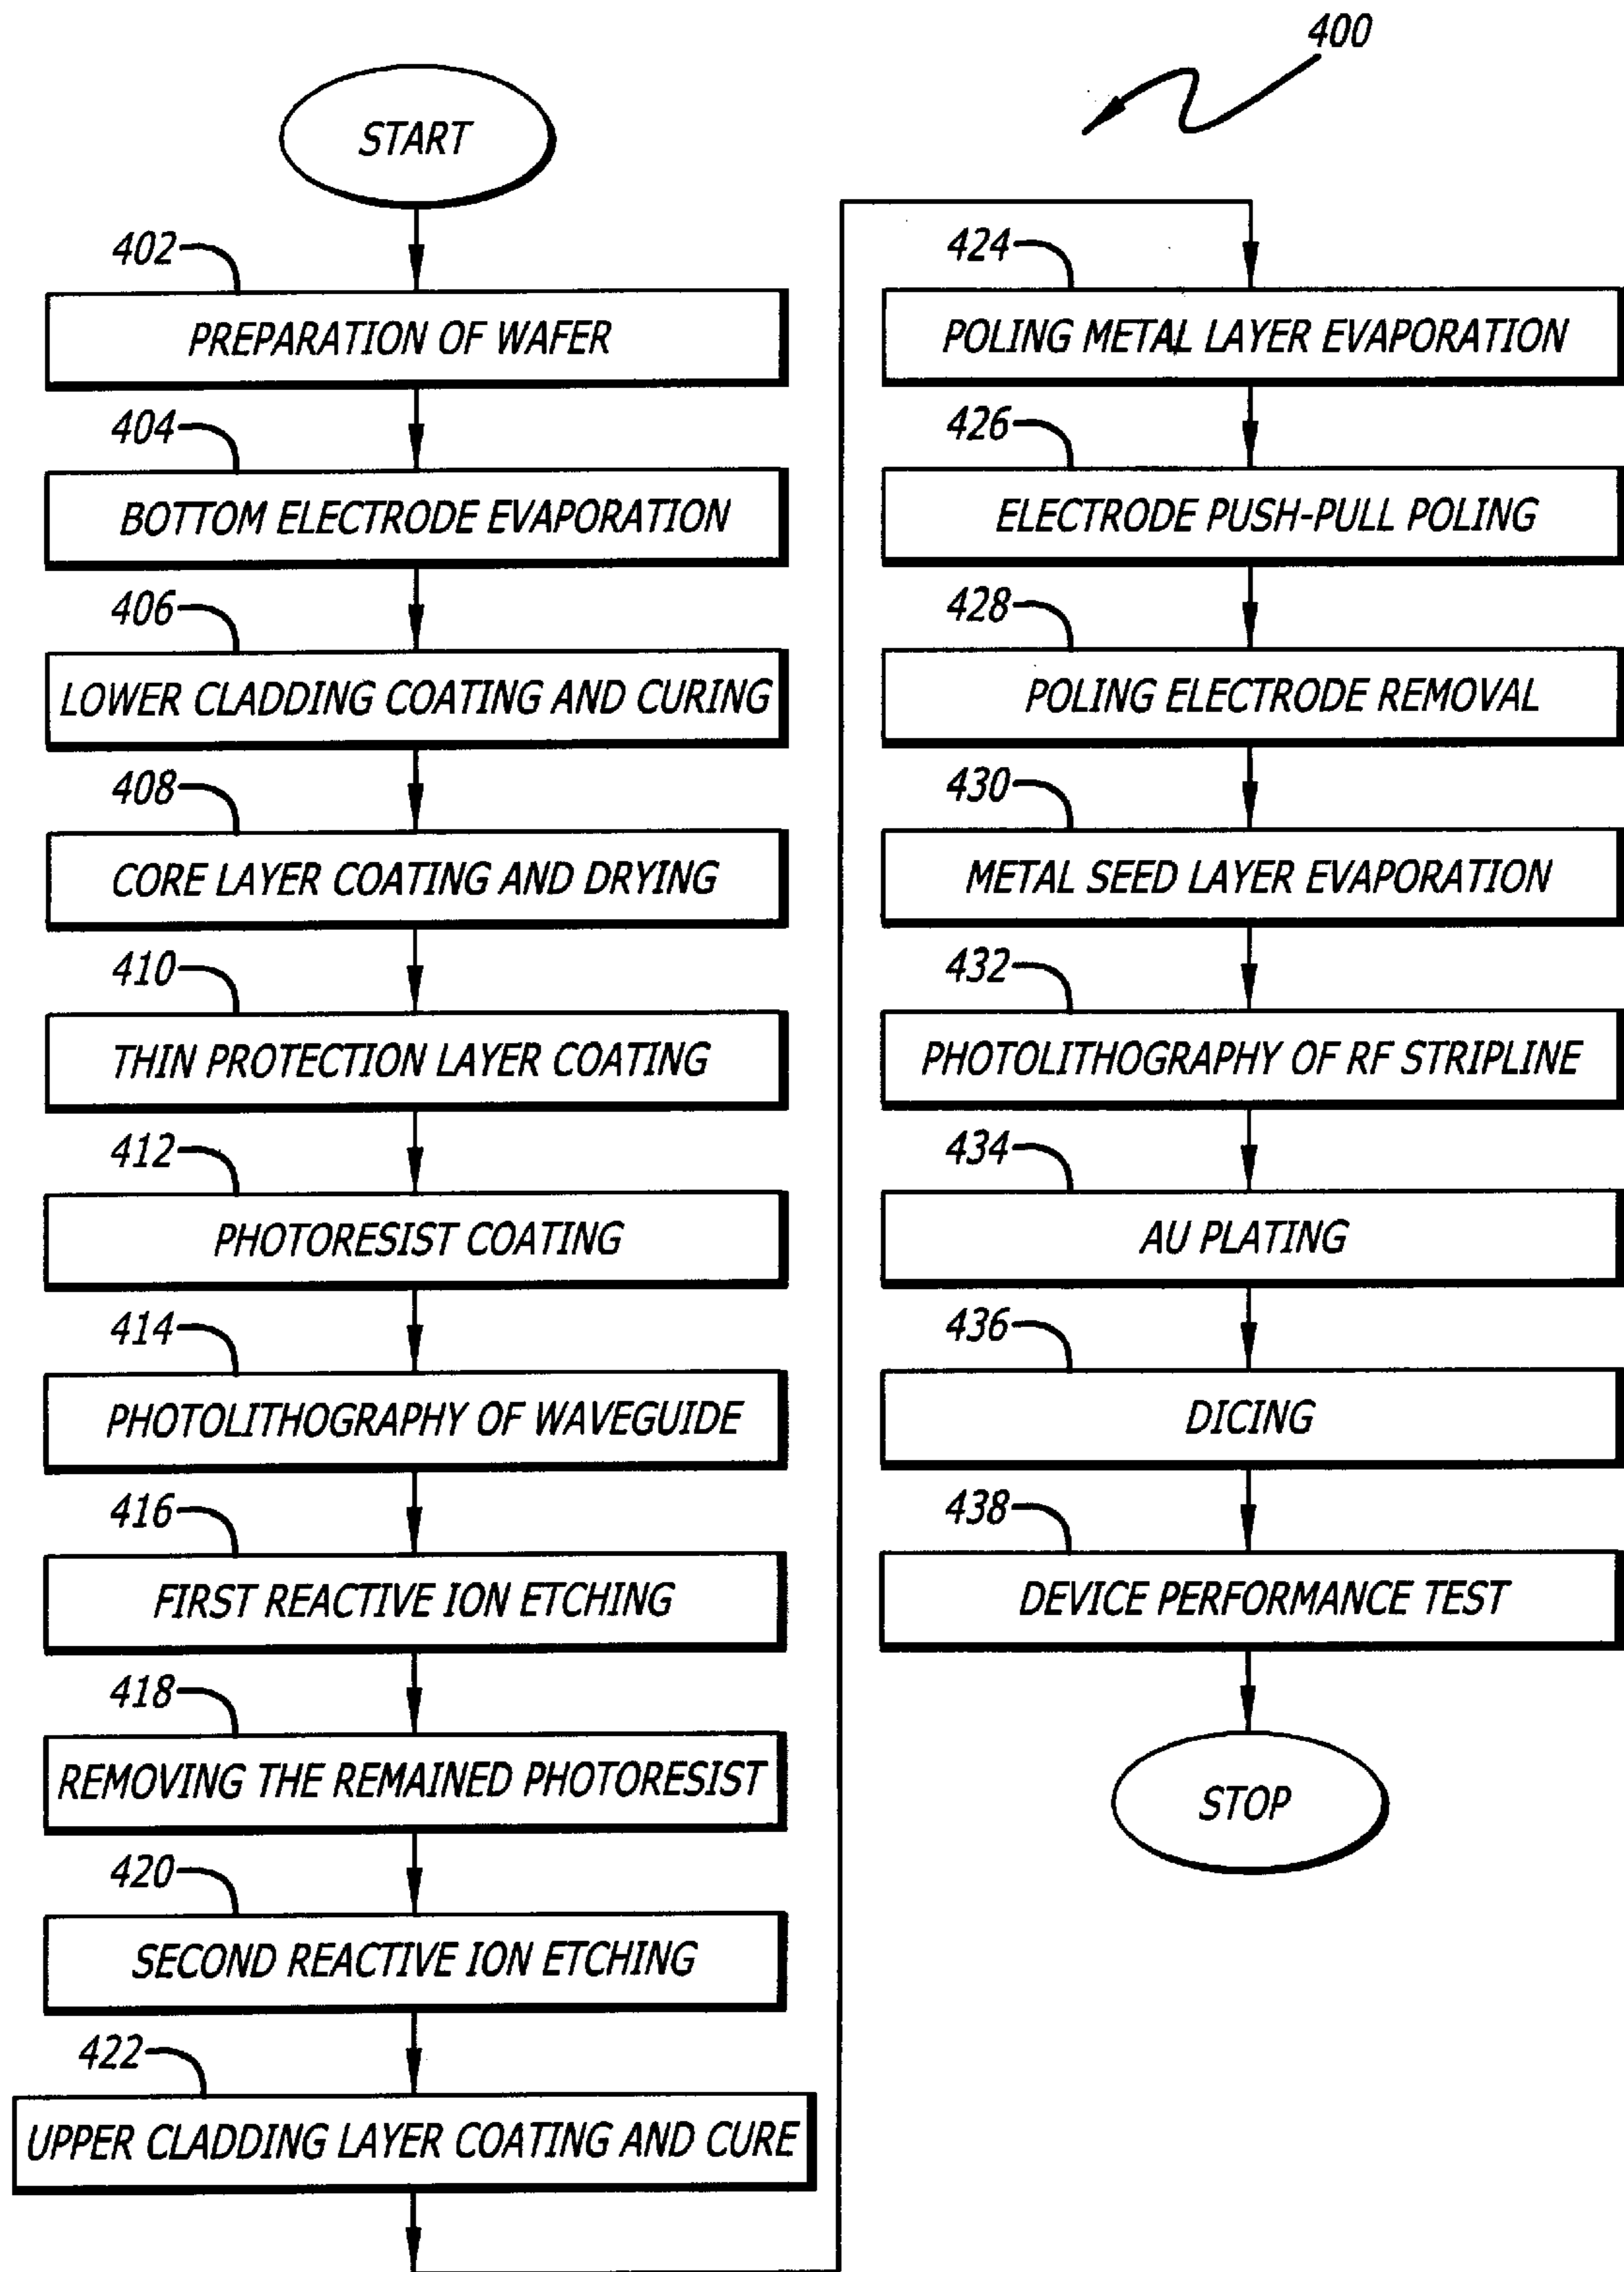 400
START
402
PREPARATION OF WAFER
404
BOTTOM ELECTRODE EVAPORATION
406
LOWER CLADDING COATING AND CURING
408
CORE LAYER COATING AND DRYING
410
THIN PROTECTION LAYER COATING
412
PHOTORESIST COATING
414
PHOTOLITHOGRAPHY OF WAVEGUIDE
416
FIRST REACTIVE ION ETCHING
418
REMOVING THE REMAINED PHOTORESIST
420
SECOND REACTIVE ION ETCHING
422
UPPER CLADDING LAYER COATING AND CURE
424
POLING METAL LAYER EVAPORATION
426
ELECTRODE PUSH-PULL POLING
428
POLING ELECTRODE REMOVAL
430
METAL SEED LAYER EVAPORATION
432
PHOTOLITHOGRAPHY OF RF STRIPLINE
434
AU PLATING
436
DICING
438
DEVICE PERFORMANCE TEST
STOP